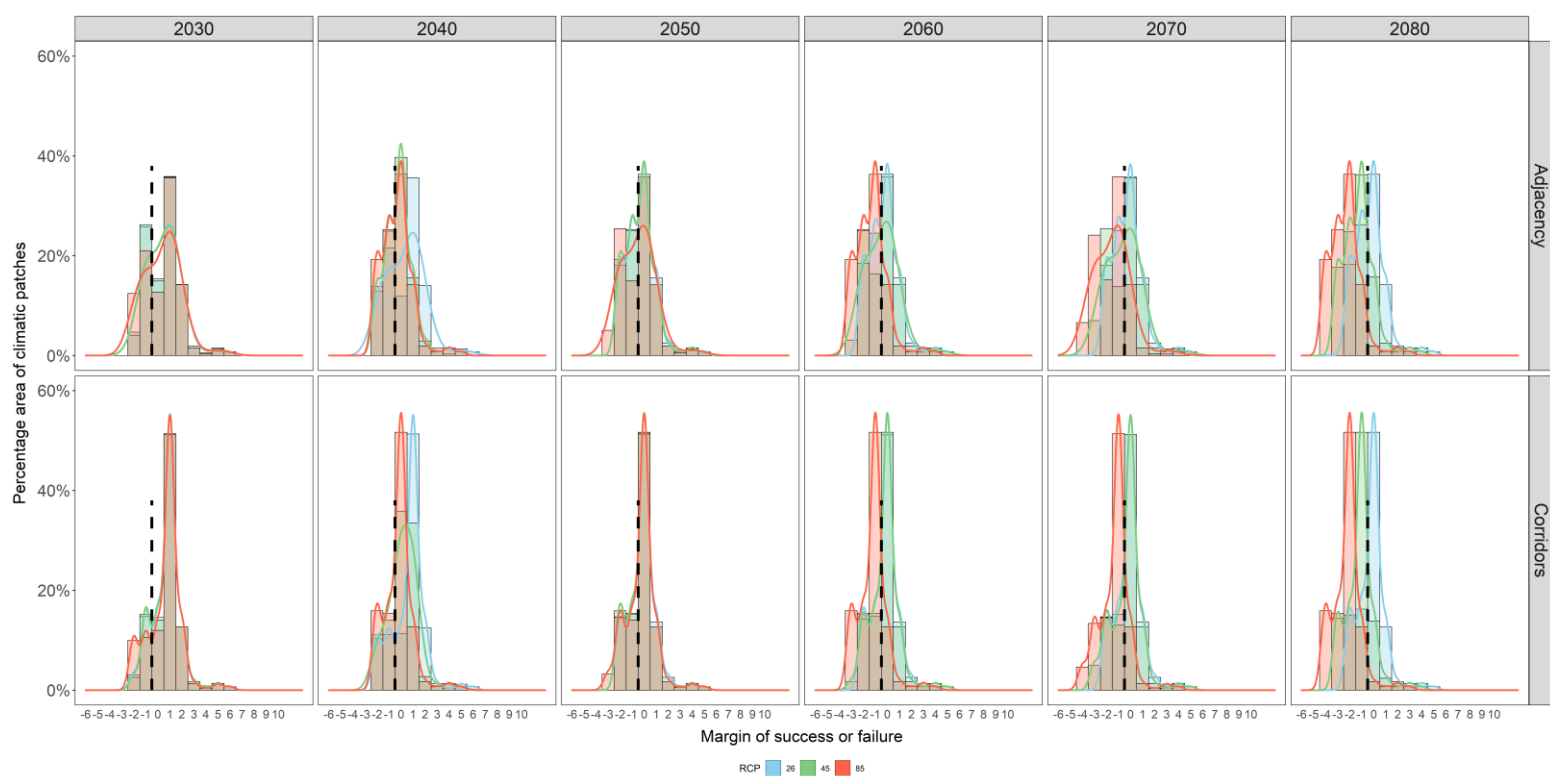 2030 2040 2050 2060 2070 2080
60%
40%
20%
0%
Adjacency
60%
40%
20%
0%
Corridors
Percentage area of climatic patches
-6-5-4-3-2-1 0 1 2 3 4 5 6 7 8 9 10 -6-5-4-3-2-1 0 1 2 3 4 5 6 7 8 9 10 -6-5-4-3-2-1 0 1 2 3 4 5 6 7 8 9 10 -6-5-4-3-2-1 0 1 2 3 4 5 6 7 8 9 10 -6-5-4-3-2-1 0 1 2 3 4 5 6 7 8 9 10 -6-5-4-3-2-1 0 1 2 3 4 5 6 7 8 9 10
Margin of success or failure
RCP 26 45 85